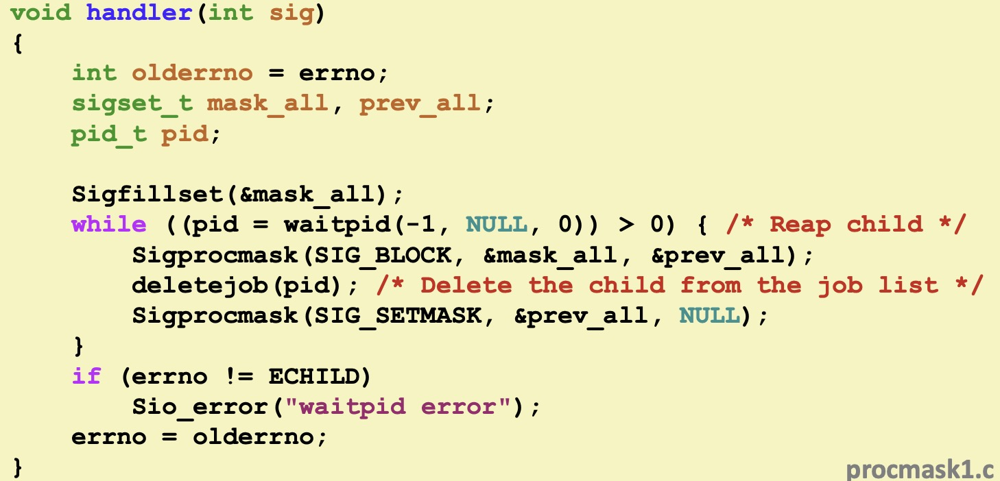 void handler(int sig)
{
    int olderrno = errno;
    sigset_t mask_all, prev_all;
    pid_t pid;

    Sigfillset(&mask_all);
    while ((pid = waitpid(-1, NULL, 0)) > 0) { /* Reap child */
        Sigprocmask(SIG_BLOCK, &mask_all, &prev_all);
        deletejob(pid); /* Delete the child from the job list */
        Sigprocmask(SIG_SETMASK, &prev_all, NULL);
    }
    if (errno != ECHILD)
        Sio_error("waitpid error");
    errno = olderrno;
}
procmask1.c